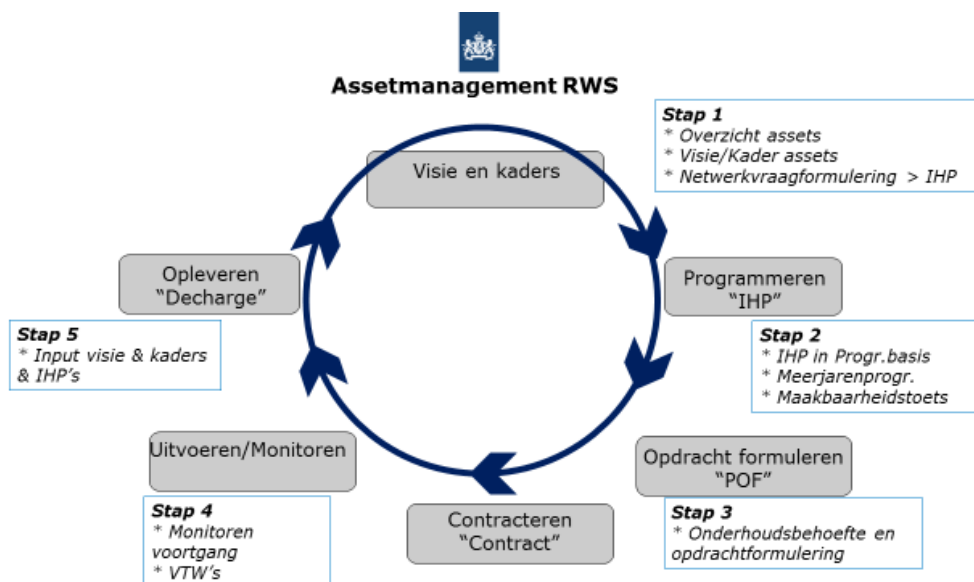 Assetmanagement RWS
Stap 1
* Overzicht assets
* Visie/Kader assets
* Netwerkvraagformulering > IHP
Visie en kaders
Programmeren
“IHP”
Stap 2
* IHP in Progr.basis
* Meerjarenprogr.
* Maakbaarheidstoets
Opdracht formuleren
“POF”
Stap 3
* Onderhoudsbehoefte en
opdrachtformulering
Contracteren
“Contract”
Uitvoeren/Monitoren
Stap 4
* Monitoren
voortgang
* VTW’s
Opleveren
“Decharge”
Stap 5
* Input visie & kaders
& IHP’s